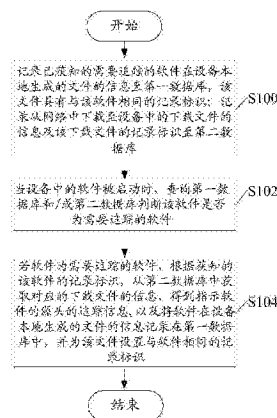 开始
记录已获知的需要追踪的软件在设备本
地生成的文件的信息至第一数据库，该
文件具有与该软件相同的记录标识；记
录从网络中下载至设备中的下载文件的
信息及该下载文件的记录标识至第二数
据库
S100
当设备中的软件被启动时，查询第一数
据库和/或第二数据库判断该软件是否
为需要追踪的软件
S102
若软件为需要追踪的软件，根据获知的
该软件的记录标识，从第二数据库中获
取对应的下载文件的信息，得到指示软
件的源头的追踪信息，以及将软件在设备
本地生成的文件的信息记录在第一数据
库中，并为该文件设置与软件相同的记
录标识
S104
结束